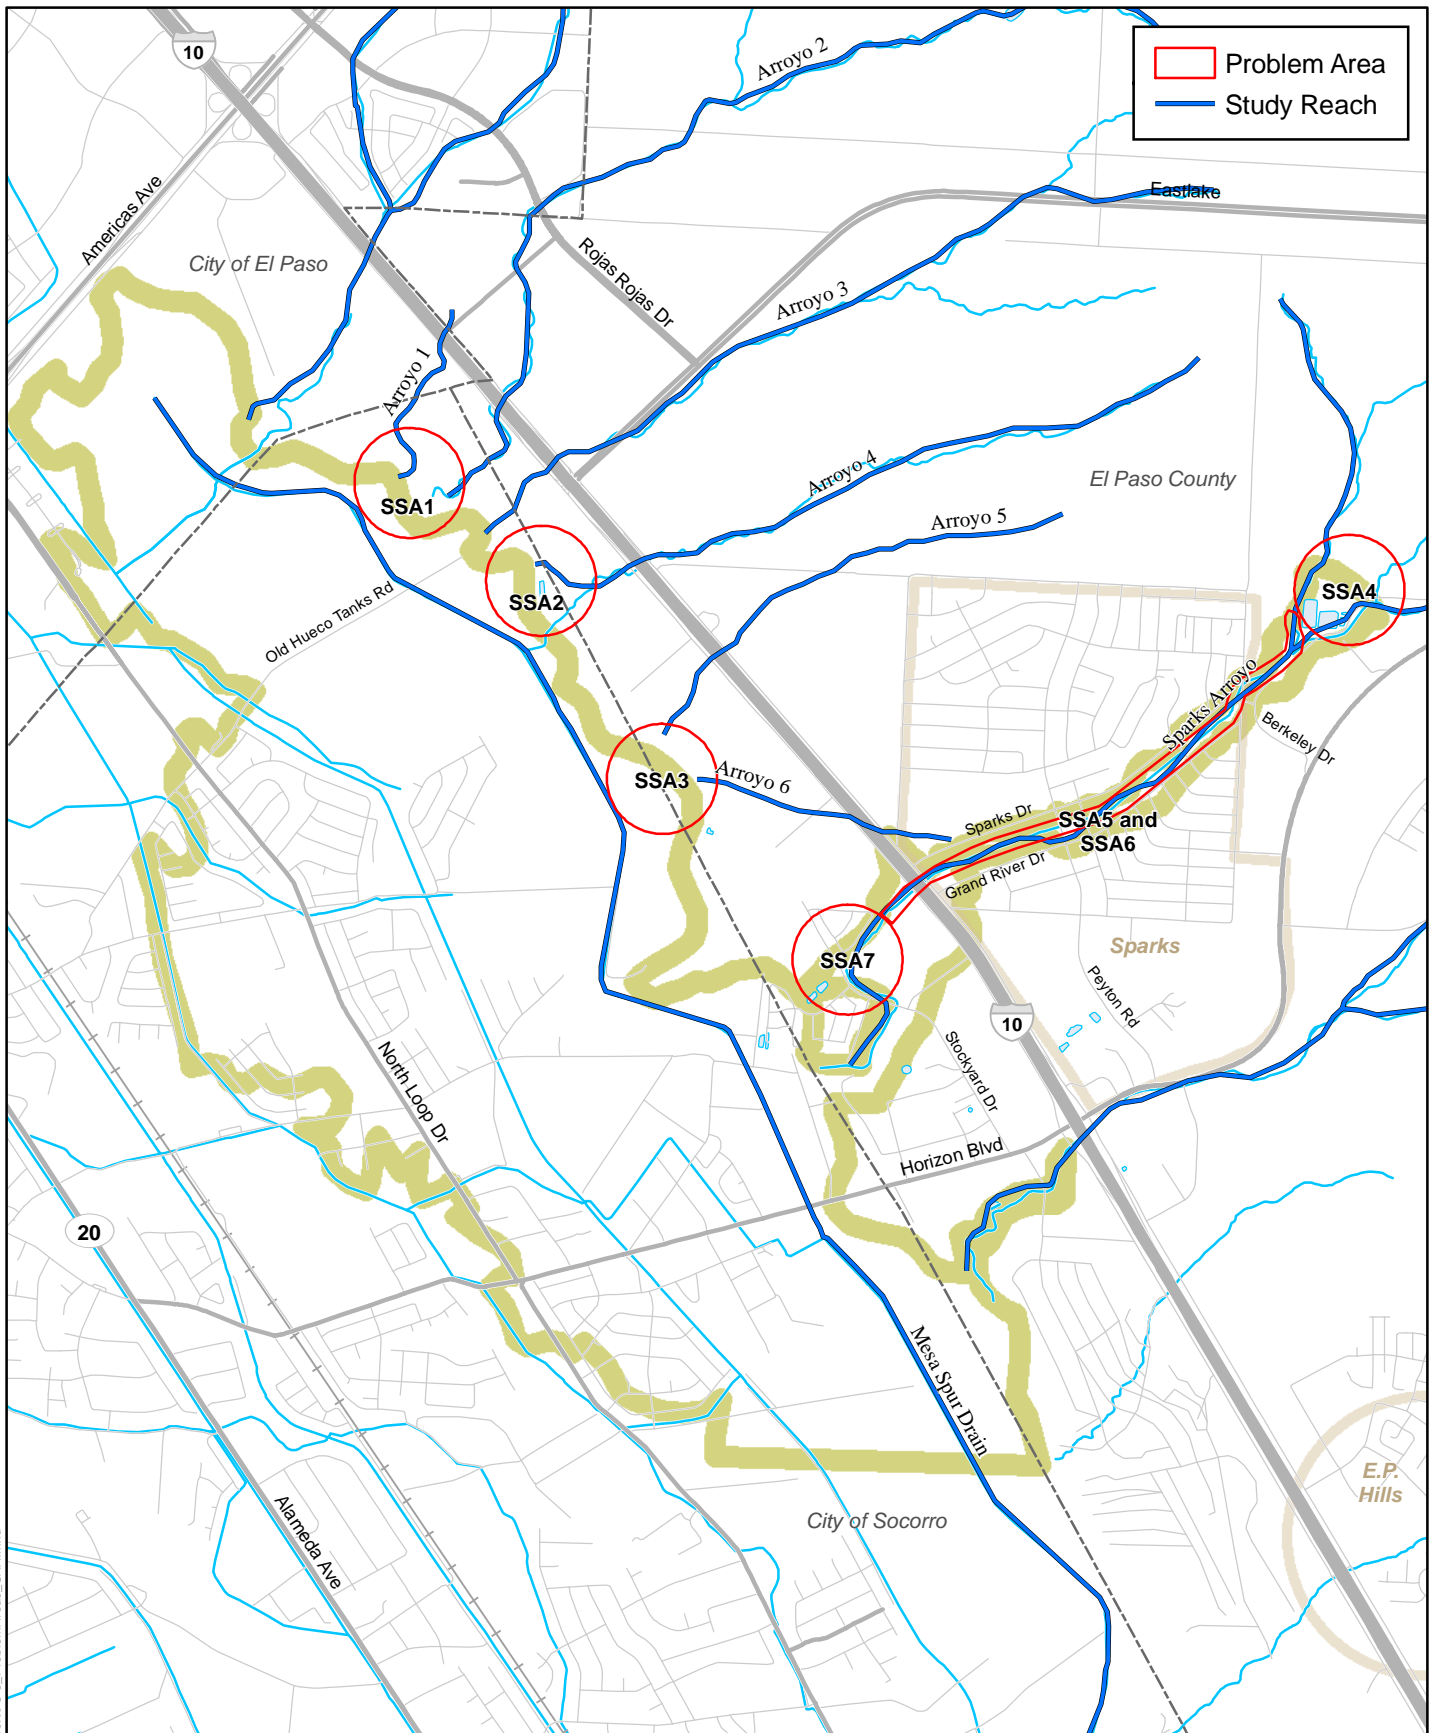 Problem Area
Study Reach
10
Arroyo 2
Americas Ave
Eastlake
City of El Paso
Rojas Rojas Dr
Arroyo 3
Arroyo 1
Arroyo 4
El Paso County
SSA1
Arroyo 5
SSA2
SSA4
Old Hueco Tanks Rd
Sparks Arroyo
Berkeley Dr
SSA3
Arroyo 6
Sparks Dr
SSA5 and
SSA6
Grand River Dr
Sparks
SSA7
Peyton Rd
10
Stockyard Dr
North Loop Dr
Horizon Blvd
20
Mesa Spur Drain
E.P.
Hills
City of Socorro
Alameda Ave